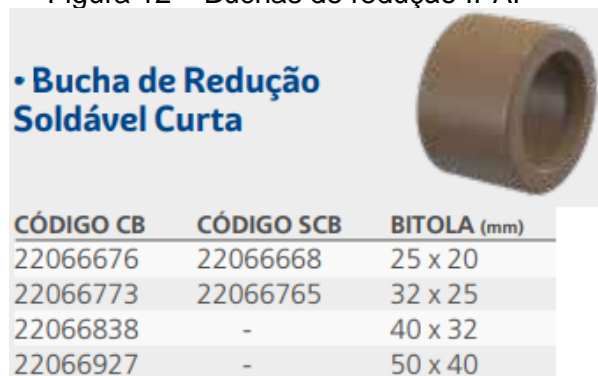 • Bucha de Redução
Soldável Curta
CÓDIGO CB CÓDIGO SCB BITOLA (mm)
22066676 22066668 25 x 20
22066773 22066765 32 x 25
22066838 - 40 x 32
22066927 - 50 x 40